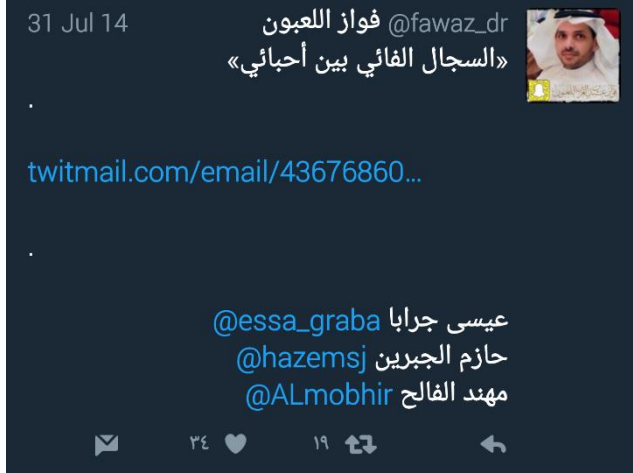 فواز اللعبون @fawaz_dr 31 Jul 14
«السجال الفائي بين أحبائي»
.
twitmail.com/email/43676860…
.
عيسى جرابا @essa_graba
حازم الجبرين @hazemsj
مهند الفالح @ALmobhir
١٩ ٣٤